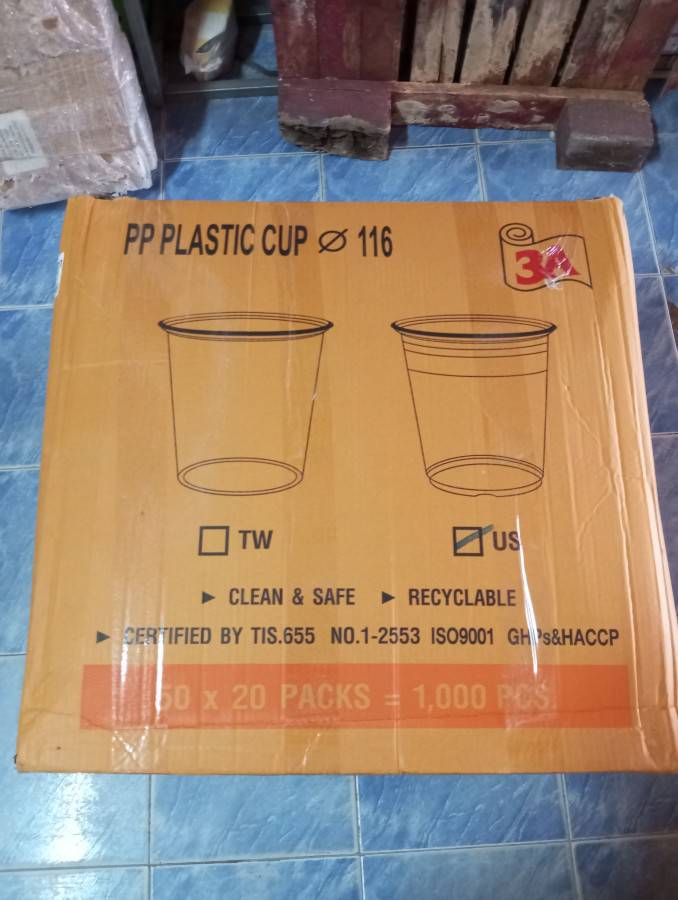 PP PLASTIC CUP ⌀ 116
3A
☐ TW
☑ US
► CLEAN & SAFE ► RECYCLABLE
► CERTIFIED BY TIS.655 NO.1-2553 ISO9001 GHPs&HACCP
50 x 20 PACKS = 1,000 PCS.